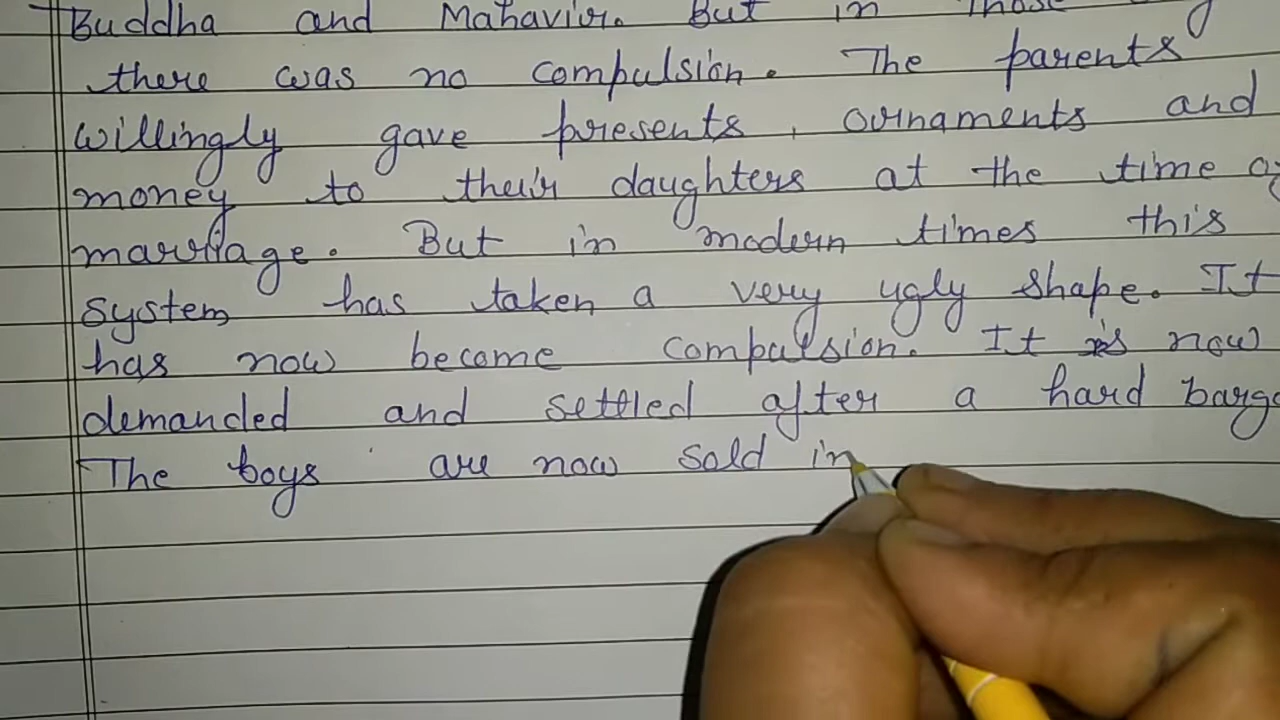 Buddha and Mahavir. But in those
there was no compulsion. The parents
willingly gave presents, ornaments and
money to their daughters at the time of
marriage. But in modern times this
system has taken a very ugly shape. It
has now become compulsion. It is now
demanded and settled after a hard
The boys are now sold in